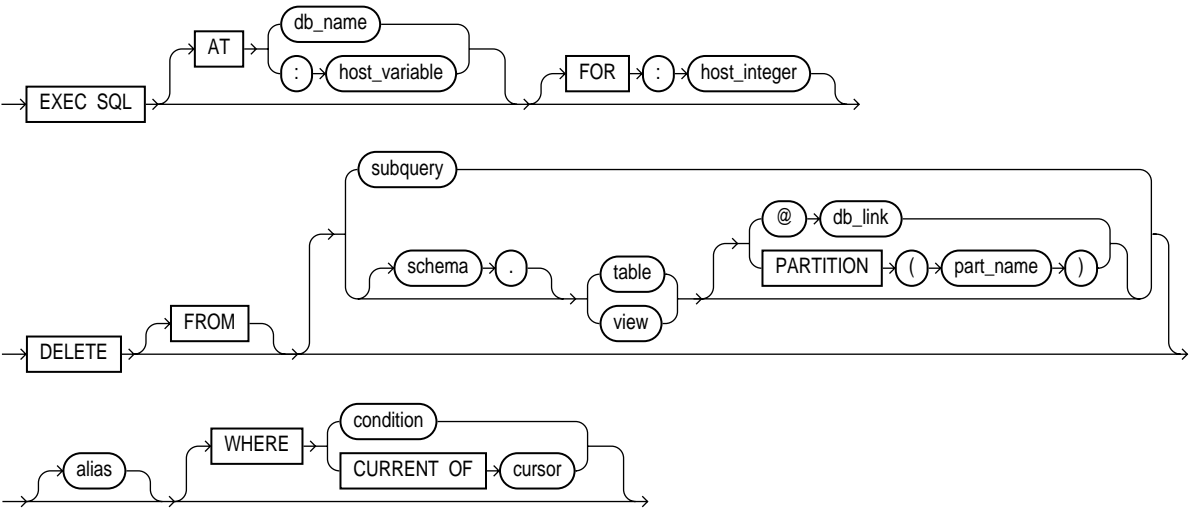 AT db_name
: host_variable
FOR : host_integer
EXEC SQL
subquery
@ db_link
schema . table PARTITION ( part_name )
view
FROM
DELETE
condition
WHERE
alias CURRENT OF cursor